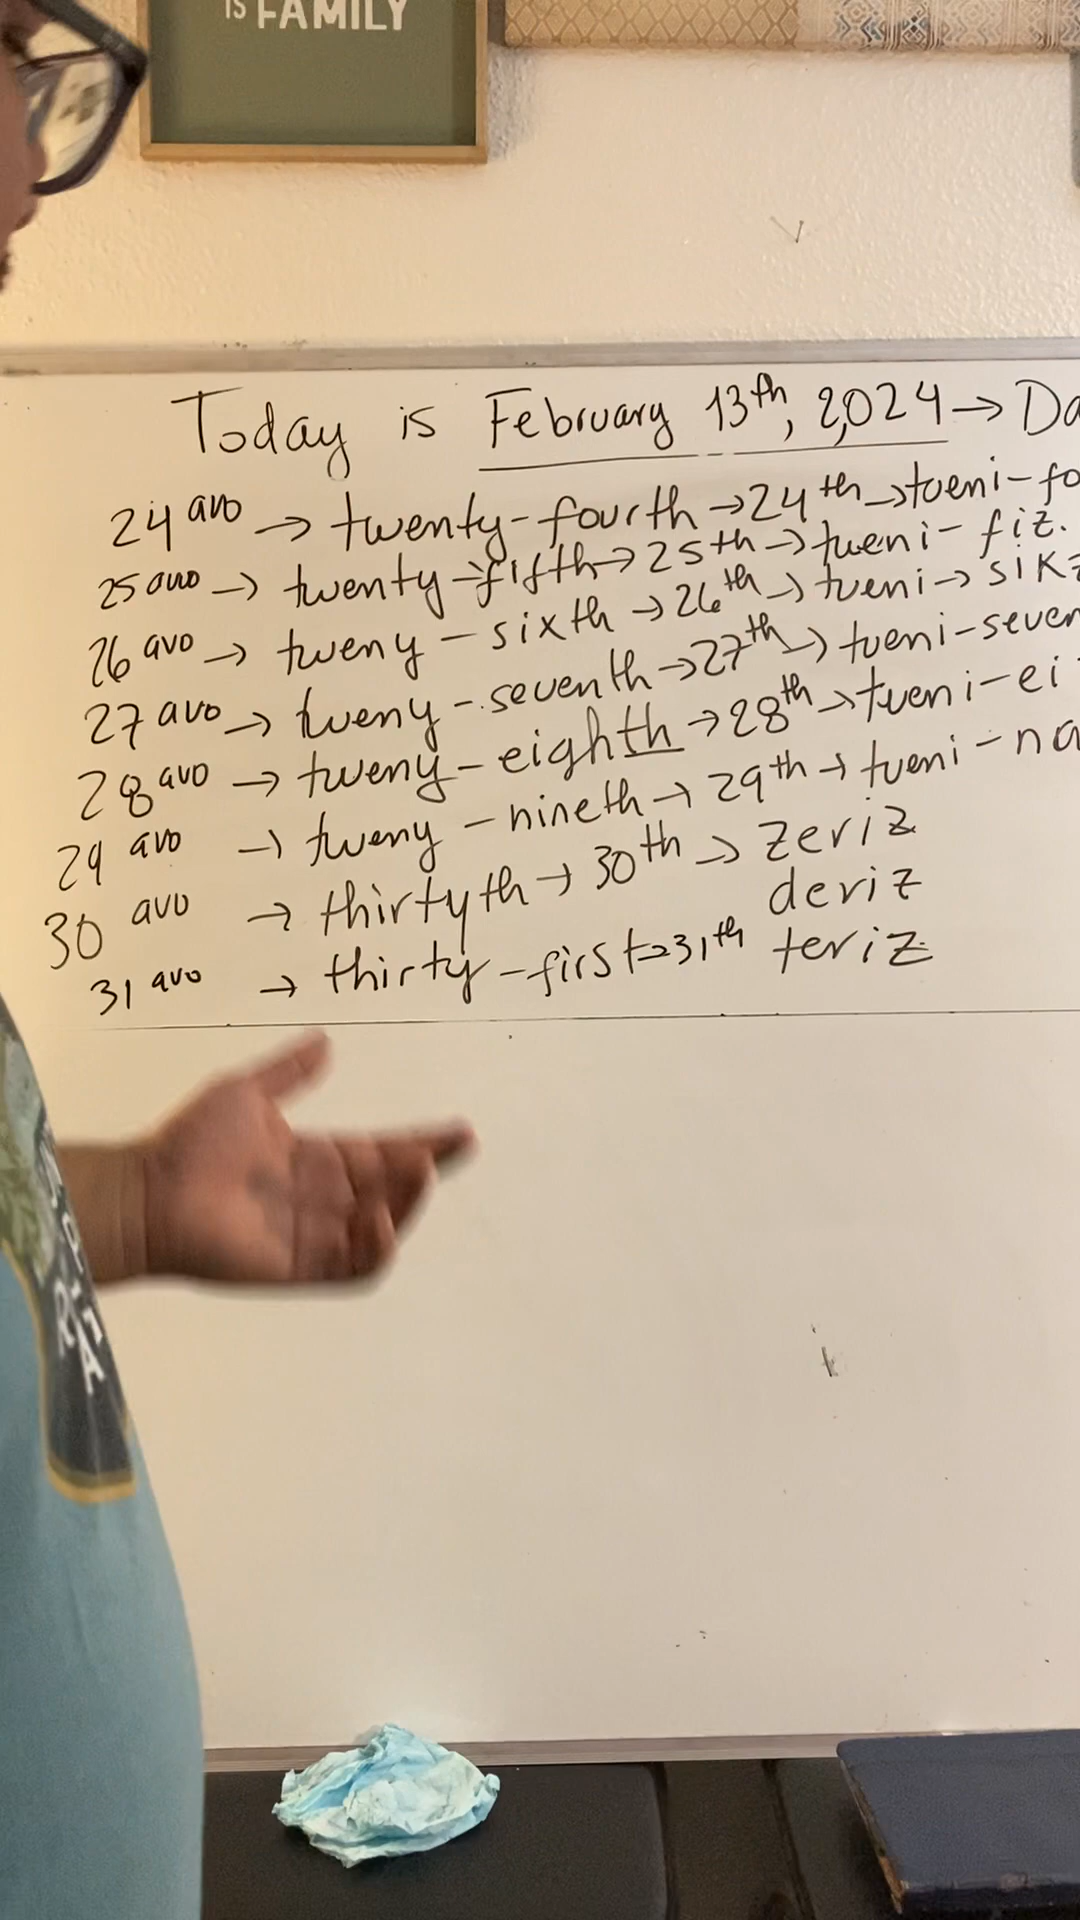 IS FAMILY
Today is February 13th, 2,024 → Da
24 avo → twenty-fourth → 24th → tueni-fo
25 avo → twenty-fifth → 25th → tueni-fiz.
26 avo → tweny - sixth → 26th → tueni → sikz
27 avo → tweny - seventh → 27th → tueni-seven
28 avo → tweny - eighth → 28th → tueni-ei
29 avo → tweny - nineth → 29th → tueni-na
30 avo → thirtyth → 30th → zeriz
deriz
31 avo → thirty-first → 31th teriz